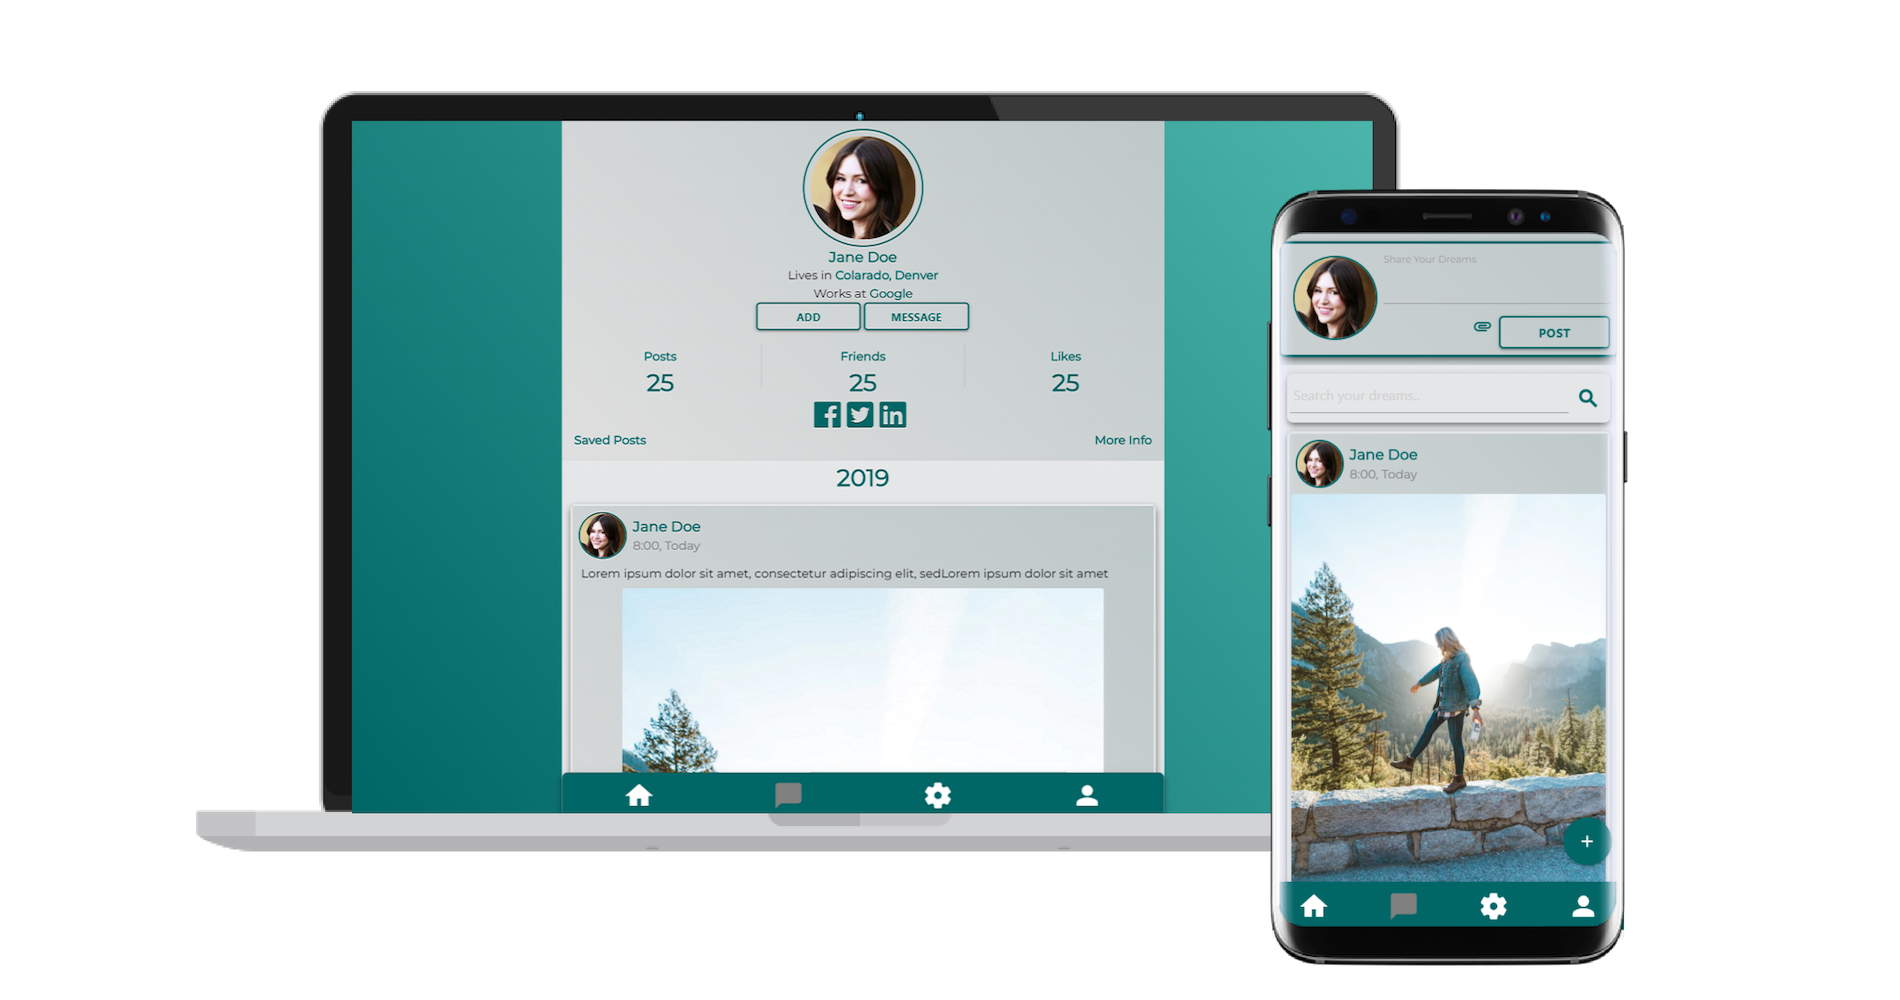 Jane Doe
Lives in Colarado, Denver
Works at Google
ADD MESSAGE
Posts Friends Likes
25 25 25
Saved Posts More Info
2019
Jane Doe
8:00, Today
Lorem ipsum dolor sit amet, consectetur adipiscing elit, sedLorem ipsum dolor sit amet
Share Your Dreams
POST
Search your dreams..
Jane Doe
8:00, Today